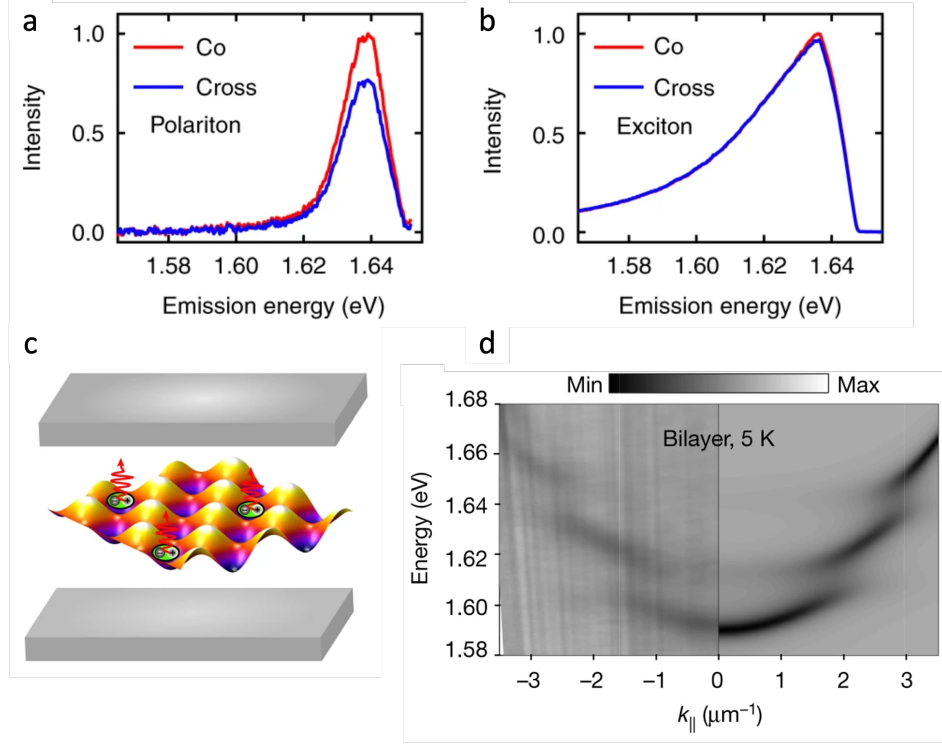 a
1.0
0.5
0.0
Intensity
Co
Cross
Polariton
1.58 1.60 1.62 1.64
Emission energy (eV)
b
1.0
0.5
0.0
Intensity
Co
Cross
Exciton
1.58 1.60 1.62 1.64
Emission energy (eV)
c
d
Min Max
1.68
1.66
1.64
1.62
1.60
1.58
Energy (eV)
Bilayer, 5 K
−3 −2 −1 0 1 2 3
k∥ (μm⁻¹)